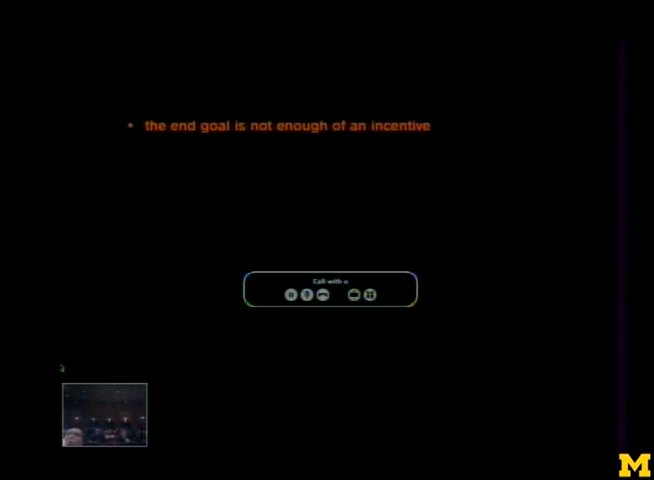 • the end goal is not enough of an incentive
Call with u
M